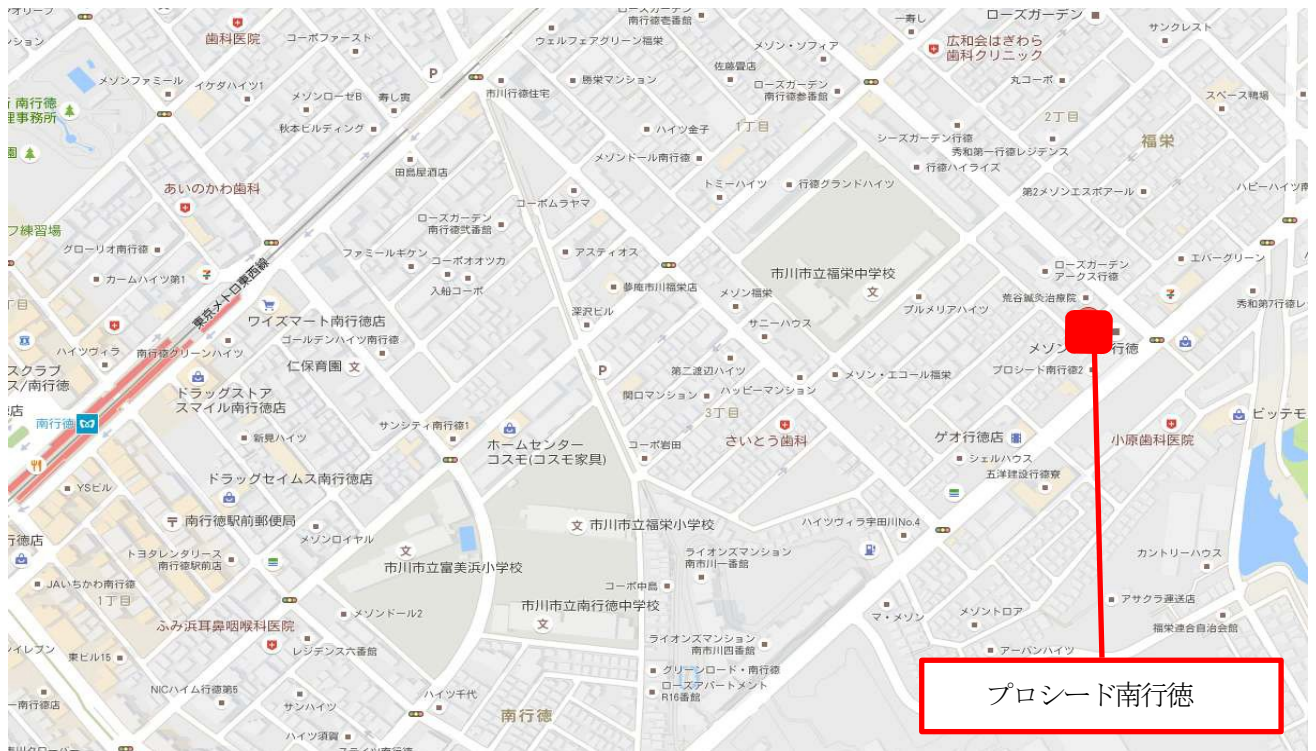 歯科医院
コーポファースト
南行徳壱番館
ウェルフェアグリーン福栄
一寿し
ローズガーデン
サンクレスト
メゾン・ソフィア
広和会はぎわら
歯科クリニック
メゾンファミール
イケダハイツ1
メゾンローゼB
寿し寅
P
市川行徳住宅
勝栄マンション
佐藤畳店
ローズガーデン
南行徳参番館
丸コーポ
スペース鴨場
南行徳
秋本ビルディング
ハイツ金子
1丁目
2丁目
福栄
シーズガーデン行徳
秀和第一行徳レジデンス
行徳ハイライズ
田島屋酒店
メゾンドール南行徳
あいのかわ歯科
トミーハイツ
行徳グランドハイツ
第2メゾンエスポアール
コーポムラヤマ
ローズガーデン
南行徳弐番館
フ練習場
グローリオ南行徳
ファミールギケン
コーポオオツカ
アスティオス
エバーグリーン
カームハイツ第1
東京メトロ東西線
入船コーポ
夢庵市川福栄店
メゾン福栄
市川市立福栄中学校
文
ローズガーデン
アークス行徳
荒谷鍼灸治療院
ブルメリアハイツ
秀和第7行徳レ
ワイズマート南行徳店
深沢ビル
サニーハウス
ゴールデンハイツ南行徳
ハイツヴィラ
南行徳グリーンハイツ
仁保育園
文
P
第二渡辺ハイツ
メゾン・エコール福栄
メゾン
行徳
プロシード南行徳2
スクラブ
ス/南行徳
ドラッグストア
スマイル南行徳店
関口マンション
ハッピーマンション
3丁目
南行徳
サンシティ南行徳1
新見ハイツ
ホームセンター
コスモ(コスモ家具)
コーポ岩田
さいとう歯科
ゲオ行徳店
小原歯科医院
ビッテモ
シェルハウス
五洋建設行徳寮
YSビル
ドラッグセイムス南行徳店
南行徳駅前郵便局
メゾンロイヤル
文
市川市立福栄小学校
ハイツヴィラ宇田川No.4
トヨタレンタリース
南行徳駅前店
文
市川市立富美浜小学校
ライオンズマンション
南市川一番館
カントリーハウス
JAいちかわ南行徳
1丁目
コーポ中島
市川市立南行徳中学校
文
アサクラ運送店
メゾンドール2
マ・メゾン
メゾントロア
福栄連合自治会館
ふみ浜耳鼻咽喉科医院
レジデンス六番館
ライオンズマンション
南市川四番館
アーバンハイツ
東ビル15
グリーンロード・南行徳
ローズアパートメント
R16番館
プロシード南行徳
NICハイム行徳第5
サンハイツ
ハイツ千代
南行徳
ハイツ須賀